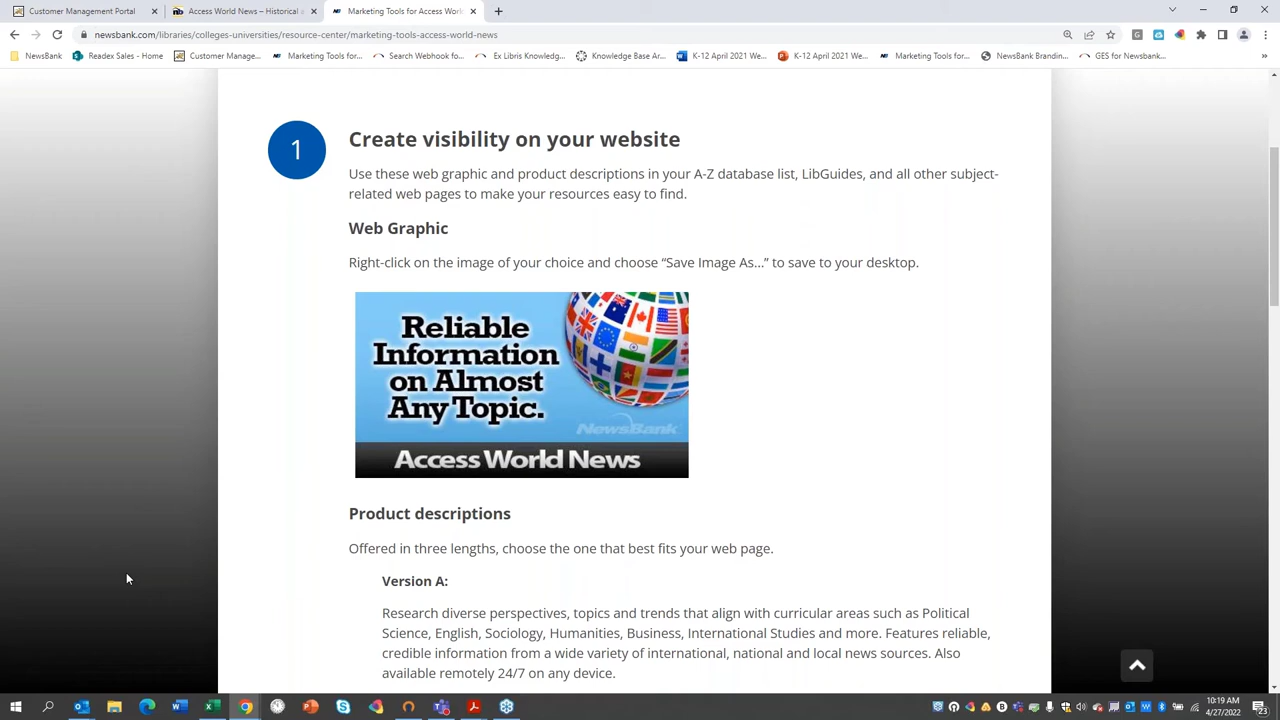 Customer Management Portal
Access World News – Historical a
Marketing Tools for Access Wor
newsbank.com/libraries/colleges-universities/resource-center/marketing-tools-access-world-news
NewsBank
Readex Sales - Home
Customer Manage...
Marketing Tools for...
Search Webhook fo...
Ex Libris Knowledg...
Knowledge Base Ar...
K-12 April 2021 We...
K-12 April 2021 We...
Marketing Tools for...
NewsBank Brandin...
GES for Newsbank...
1
Create visibility on your website
Use these web graphic and product descriptions in your A-Z database list, LibGuides, and all other subject-
related web pages to make your resources easy to find.
Web Graphic
Right-click on the image of your choice and choose “Save Image As...” to save to your desktop.
Reliable
Information
on Almost
Any Topic.
NewsBank
Access World News
Product descriptions
Offered in three lengths, choose the one that best fits your web page.
Version A:
Research diverse perspectives, topics and trends that align with curricular areas such as Political
Science, English, Sociology, Humanities, Business, International Studies and more. Features reliable,
credible information from a wide variety of international, national and local news sources. Also
available remotely 24/7 on any device.
10:19 AM
4/27/2022
23